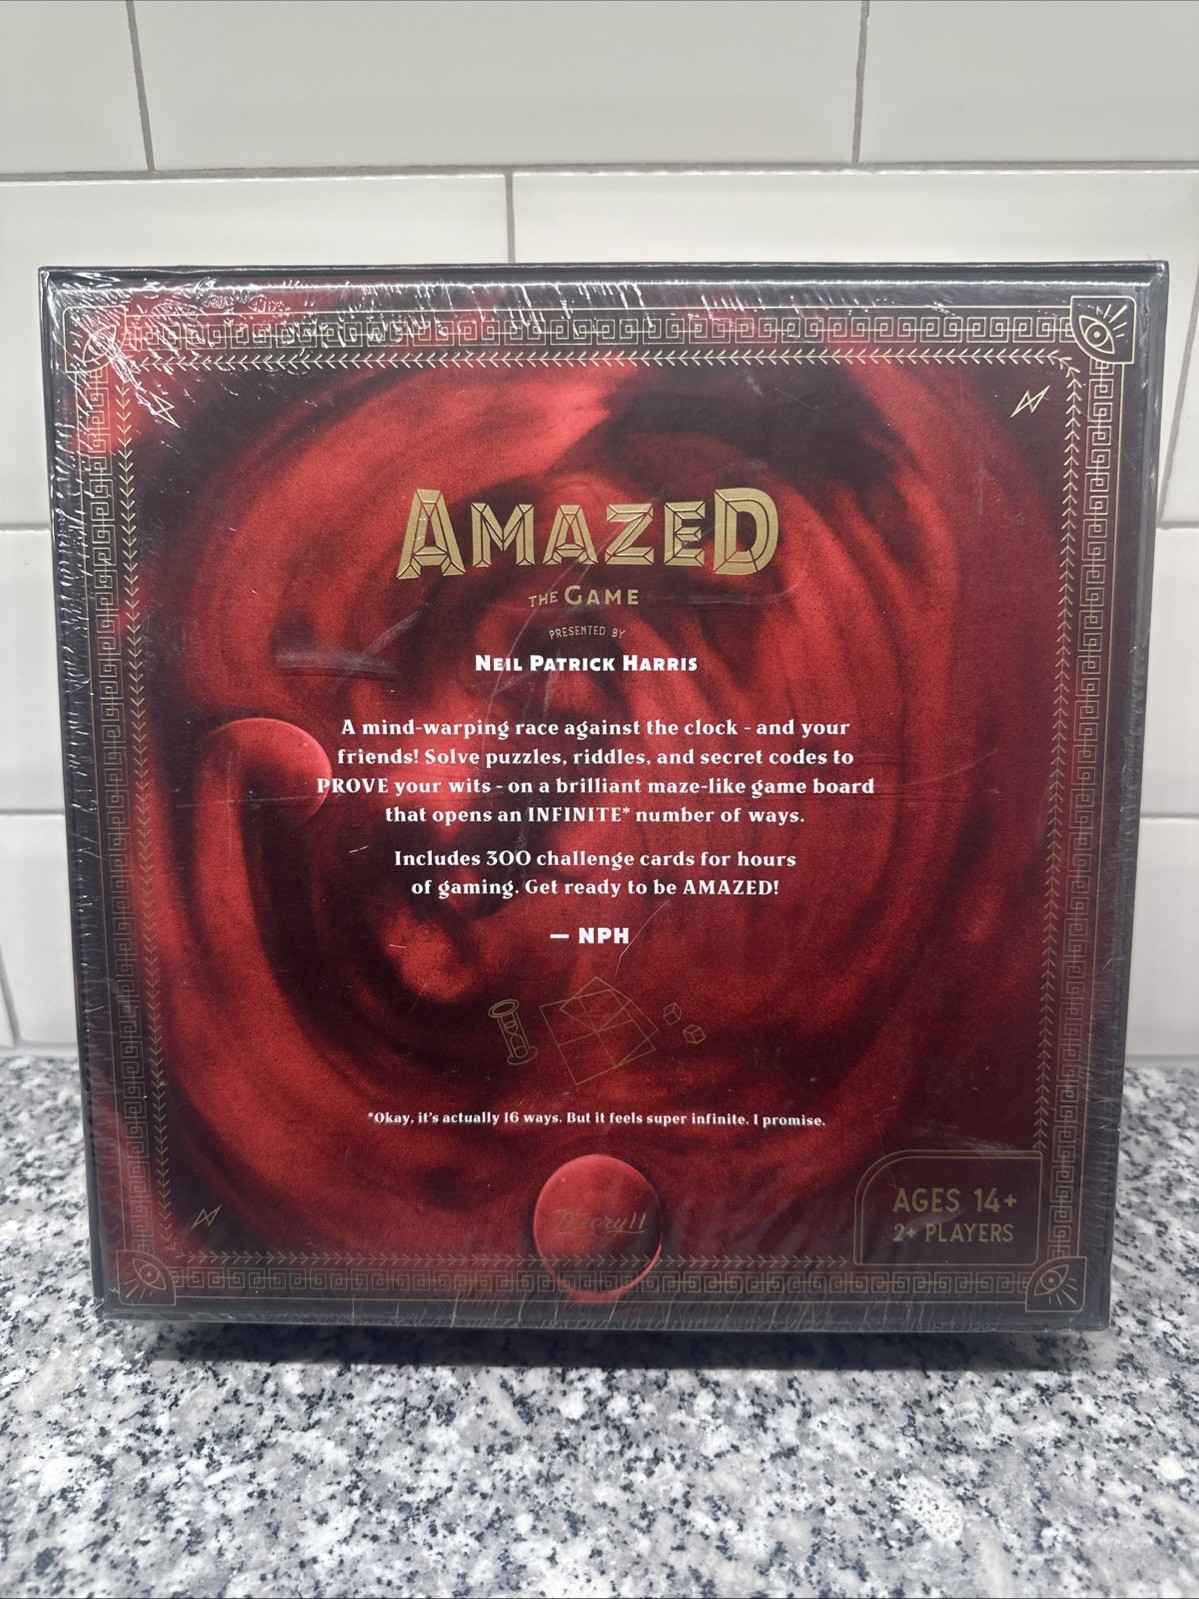 AMAZED
THE GAME
PRESENTED BY
NEIL PATRICK HARRIS
A mind-warping race against the clock - and your
friends! Solve puzzles, riddles, and secret codes to
PROVE your wits - on a brilliant maze-like game board
that opens an INFINITE* number of ways.
Includes 300 challenge cards for hours
of gaming. Get ready to be AMAZED!
— NPH
*Okay, it's actually 16 ways. But it feels super infinite. I promise.
Theory11
AGES 14+
2+ PLAYERS